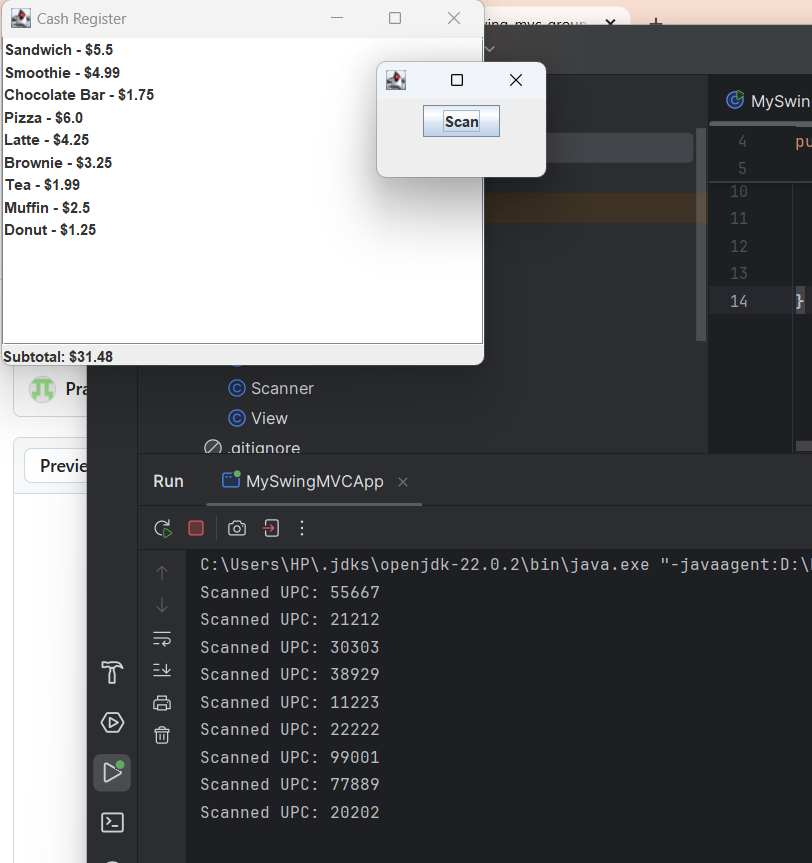 Cash Register
Sandwich - $5.5
Smoothie - $4.99
Chocolate Bar - $1.75
Pizza - $6.0
Latte - $4.25
Brownie - $3.25
Tea - $1.99
Muffin - $2.5
Donut - $1.25
Subtotal: $31.48
Scan
MySwin
4
pu
5
10
11
12
13
14 }
Pra
Previe
Scanner
View
.gitignore
Run
MySwingMVCApp
C:\Users\HP\.jdks\openjdk-22.0.2\bin\java.exe "-javaagent:D:\
Scanned UPC: 55667
Scanned UPC: 21212
Scanned UPC: 30303
Scanned UPC: 38929
Scanned UPC: 11223
Scanned UPC: 22222
Scanned UPC: 99001
Scanned UPC: 77889
Scanned UPC: 20202